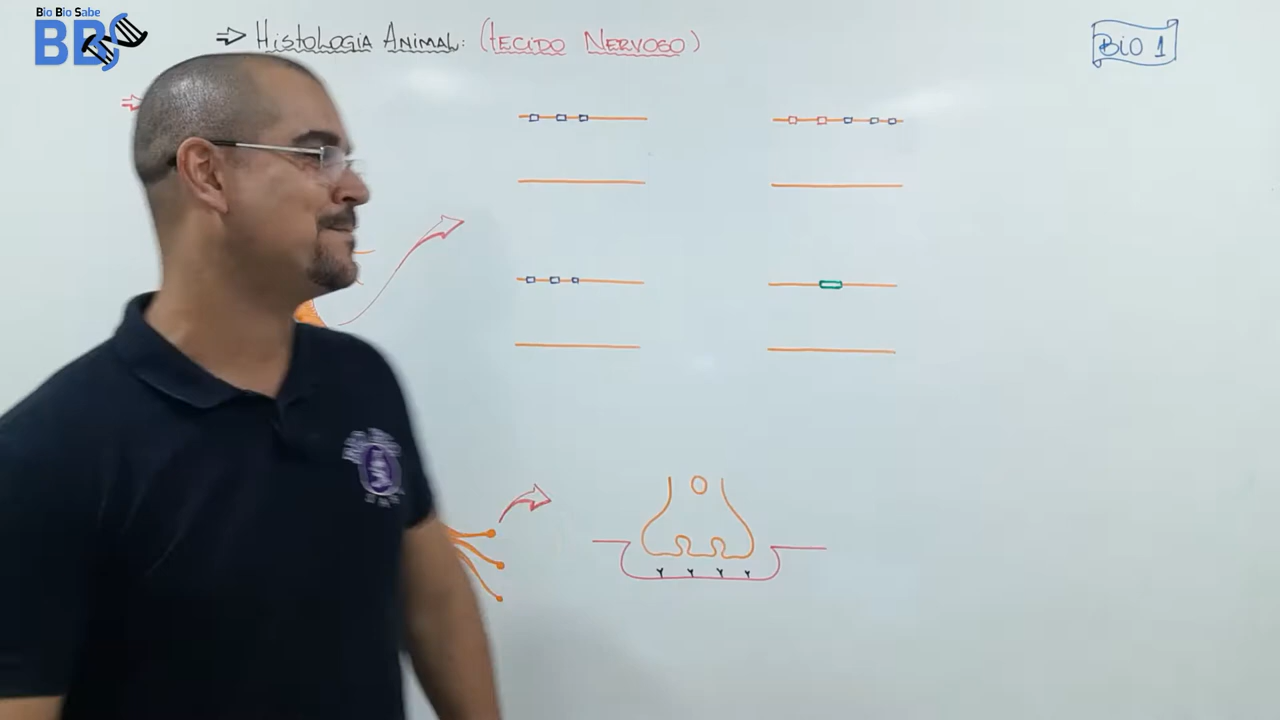 Bio Bio Sabe
BBS
⇒ Histologia Animal: (Tecido Nervoso)
BIO 1